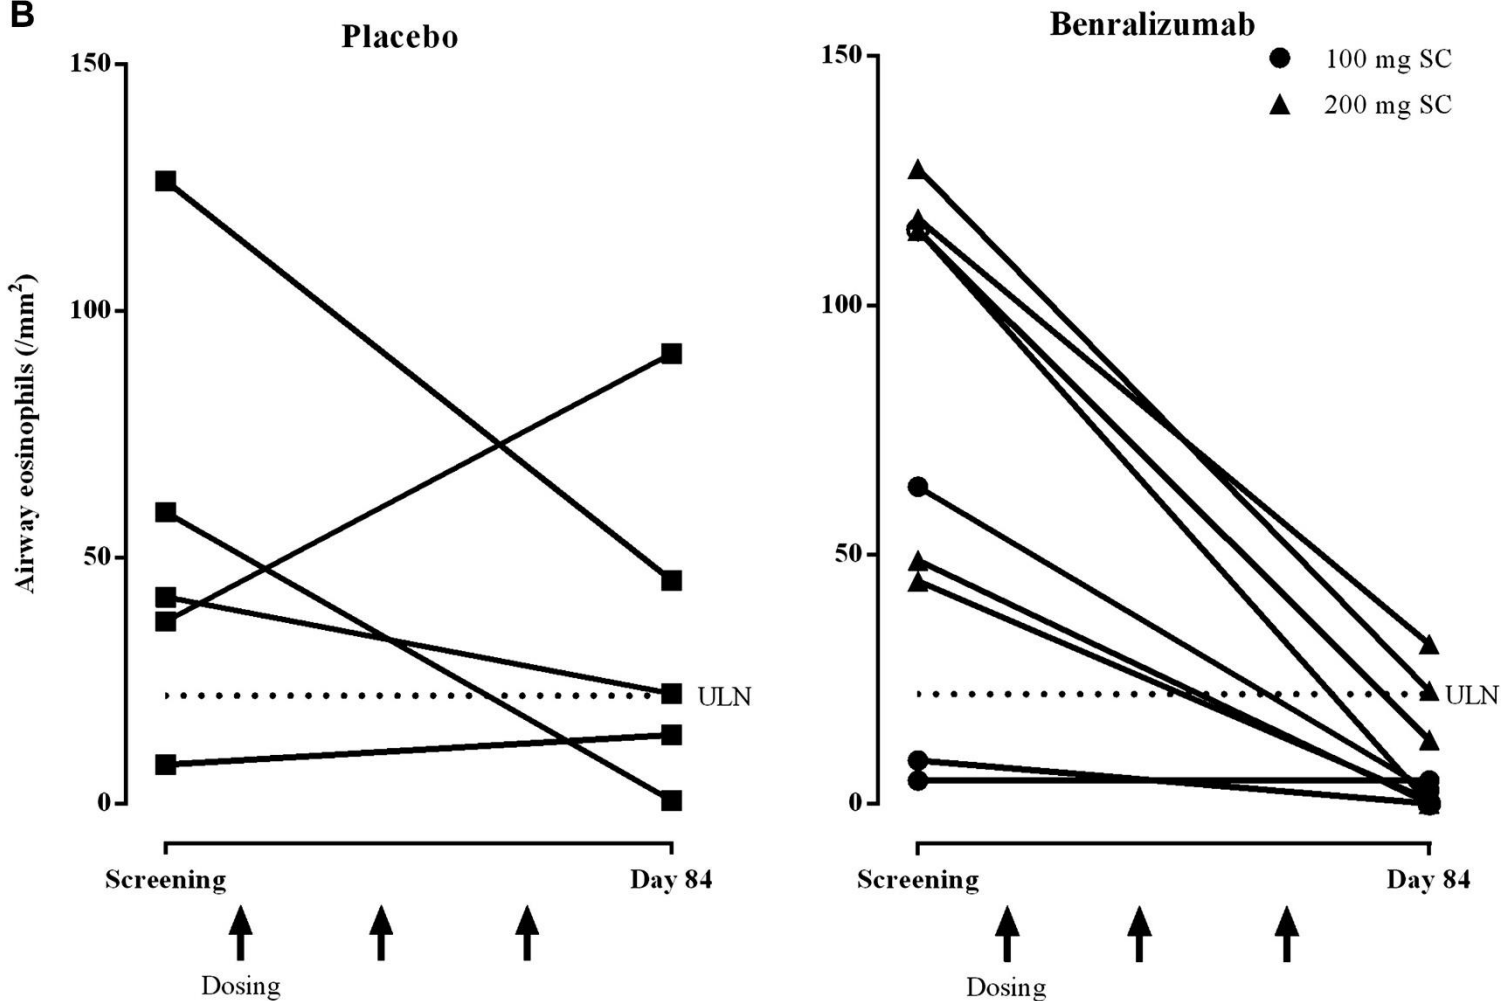 B
Placebo
150
100
50
0
Airway eosinophils (/mm²)
ULN
Screening
Day 84
Dosing
Benralizumab
100 mg SC
200 mg SC
150
100
50
0
ULN
Screening
Day 84
Dosing